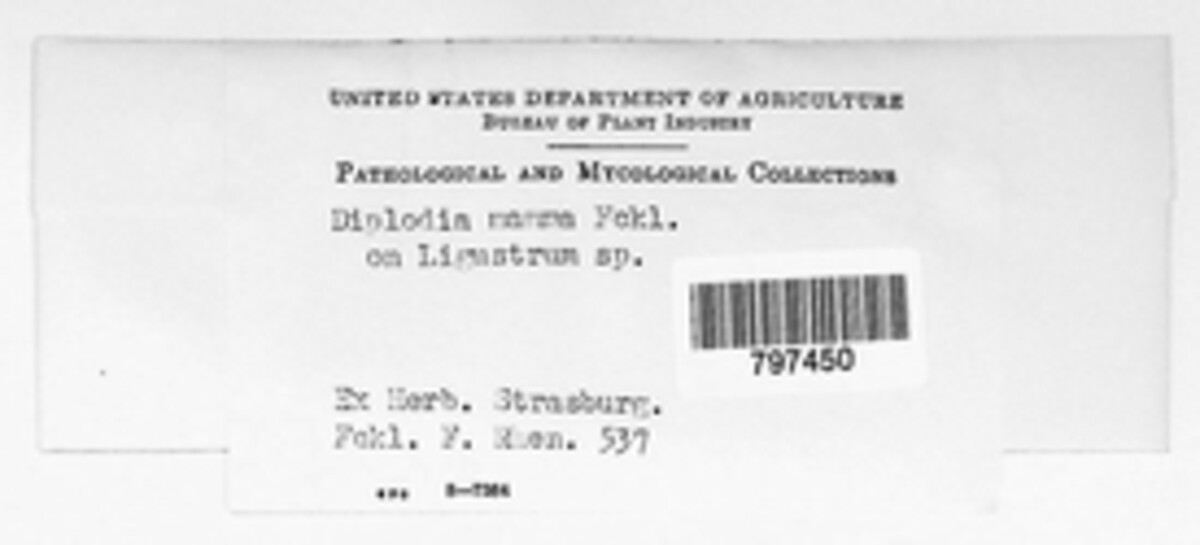 UNITED STATES DEPARTMENT OF AGRICULTURE
BUREAU OF PLANT INDUSTRY
PATHOLOGICAL AND MYCOLOGICAL COLLECTIONS
Diplodia mamma Fckl.
on Ligustrum sp.
797450
Ex Herb. Strasburg.
Fckl. F. Rhen. 537